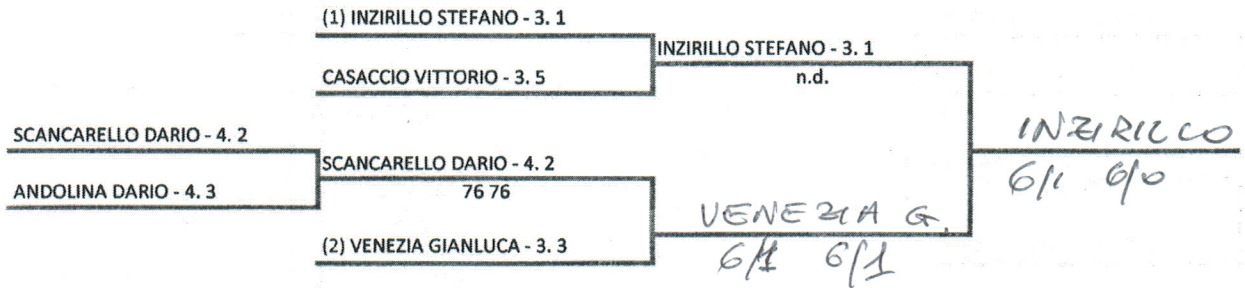 (1) INZIRILLO STEFANO - 3. 1
INZIRILLO STEFANO - 3. 1
CASACCIO VITTORIO - 3. 5
n.d.
SCANCARELLO DARIO - 4. 2
INZIRILLO
SCANCARELLO DARIO - 4. 2
6/1 6/0
ANDOLINA DARIO - 4. 3
76 76
VENEZIA G.
(2) VENEZIA GIANLUCA - 3. 3
6/1 6/1